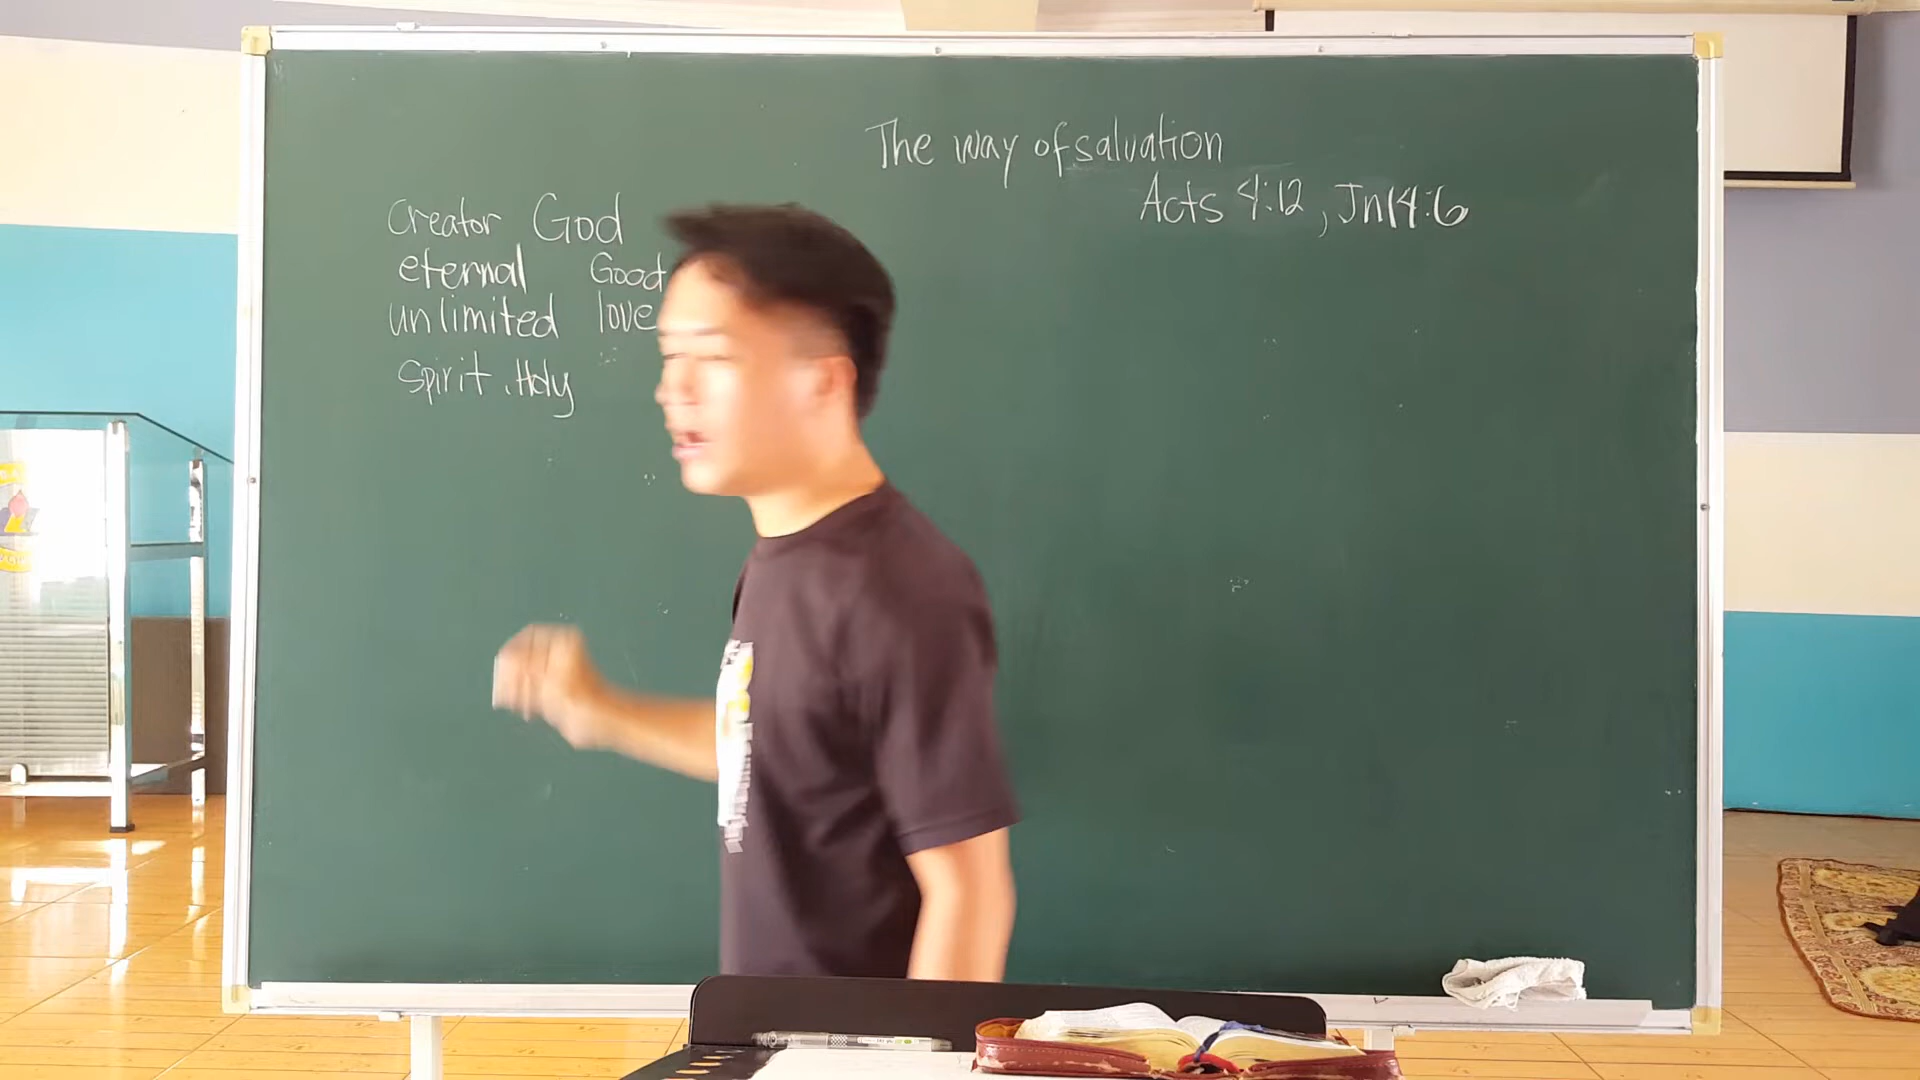 The way of salvation
Acts 4:12, Jn14:6
Creator God
eternal Good
unlimited love
Spirit. Holy